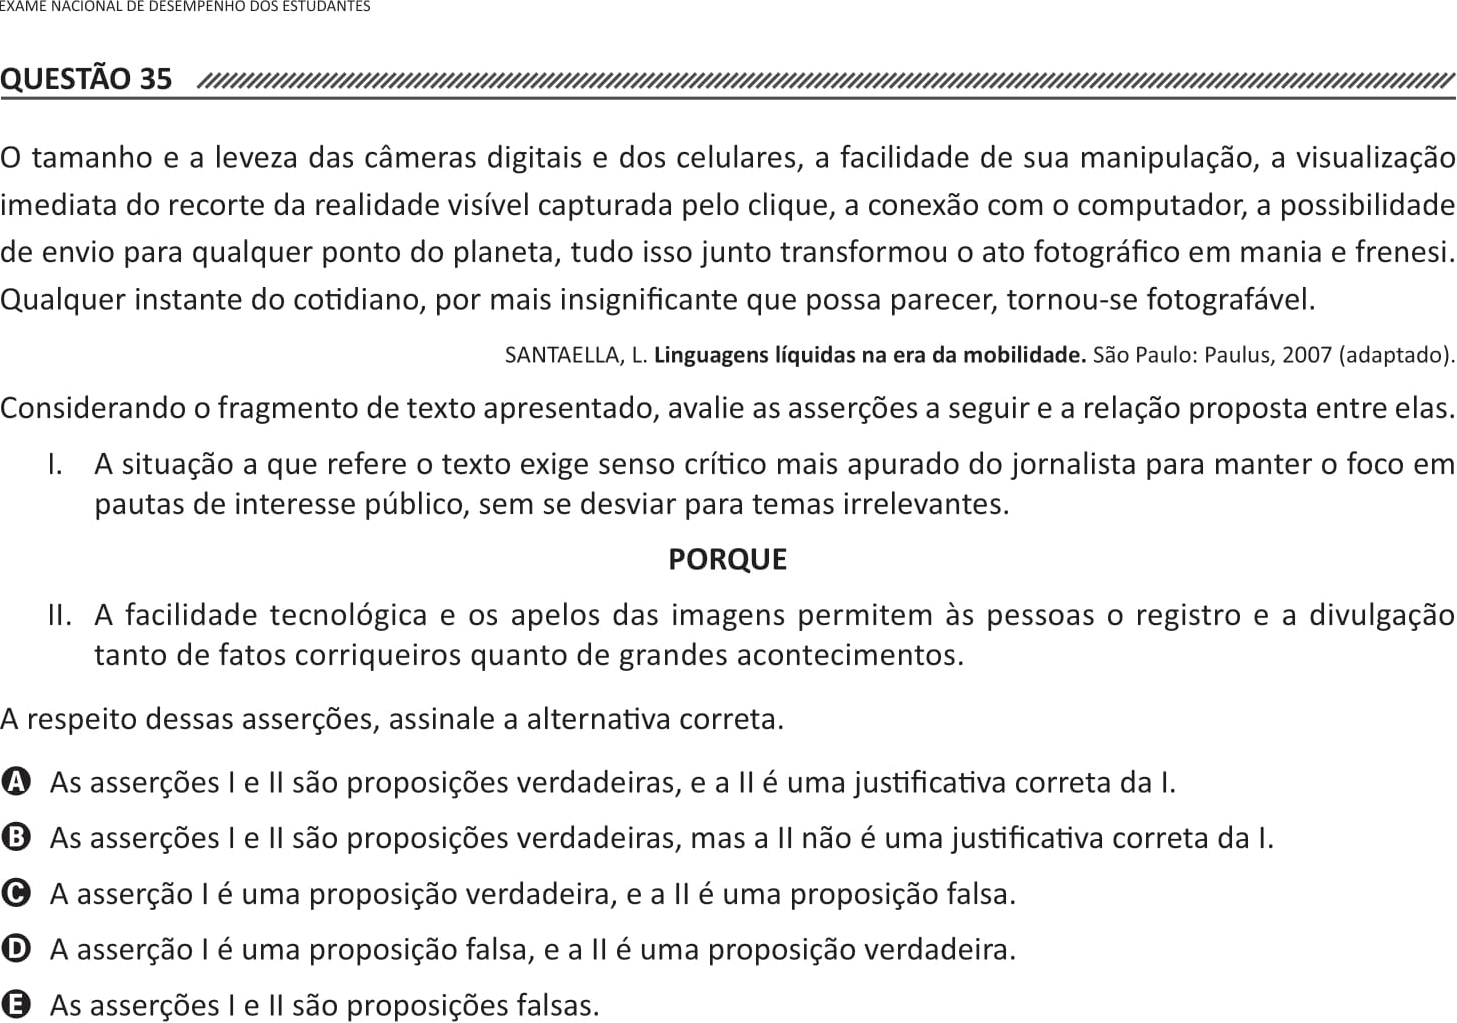 EXAME NACIONAL DE DESEMPENHO DOS ESTUDANTES
QUESTÃO 35
O tamanho e a leveza das câmeras digitais e dos celulares, a facilidade de sua manipulação, a visualização
imediata do recorte da realidade visível capturada pelo clique, a conexão com o computador, a possibilidade
de envio para qualquer ponto do planeta, tudo isso junto transformou o ato fotográfico em mania e frenesi.
Qualquer instante do cotidiano, por mais insignificante que possa parecer, tornou-se fotografável.
SANTAELLA, L. Linguagens líquidas na era da mobilidade. São Paulo: Paulus, 2007 (adaptado).
Considerando o fragmento de texto apresentado, avalie as asserções a seguir e a relação proposta entre elas.
I. A situação a que refere o texto exige senso crítico mais apurado do jornalista para manter o foco em
pautas de interesse público, sem se desviar para temas irrelevantes.
PORQUE
II. A facilidade tecnológica e os apelos das imagens permitem às pessoas o registro e a divulgação
tanto de fatos corriqueiros quanto de grandes acontecimentos.
A respeito dessas asserções, assinale a alternativa correta.
A As asserções I e II são proposições verdadeiras, e a II é uma justificativa correta da I.
B As asserções I e II são proposições verdadeiras, mas a II não é uma justificativa correta da I.
C A asserção I é uma proposição verdadeira, e a II é uma proposição falsa.
D A asserção I é uma proposição falsa, e a II é uma proposição verdadeira.
E As asserções I e II são proposições falsas.